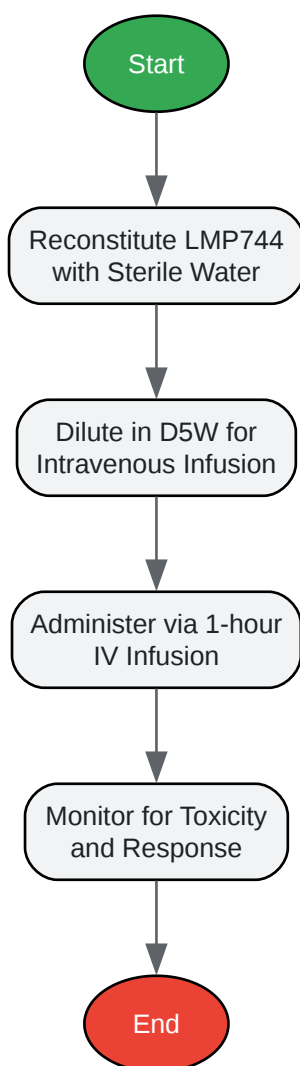 Start
Reconstitute LMP744
with Sterile Water
Dilute in D5W for
Intravenous Infusion
Administer via 1-hour
IV Infusion
Monitor for Toxicity
and Response
End